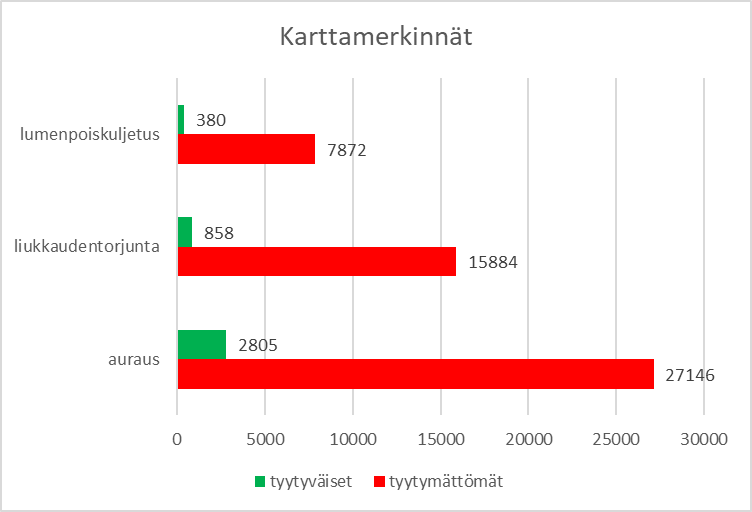 Karttamerkinnät
lumenpoiskuljetus
380
7872
liukkaudentorjunta
858
15884
auraus
2805
27146
0 5000 10000 15000 20000 25000 30000
tyytyväiset tyytymättömät